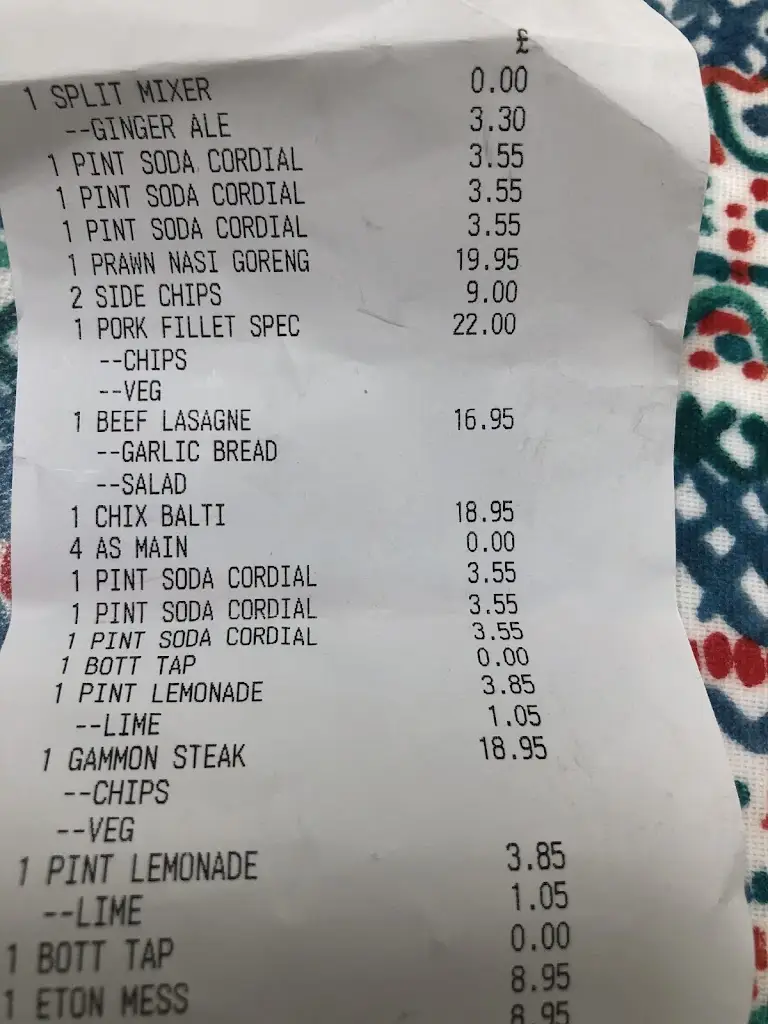 £
1 SPLIT MIXER 0.00
--GINGER ALE 3.30
1 PINT SODA CORDIAL 3.55
1 PINT SODA CORDIAL 3.55
1 PINT SODA CORDIAL 3.55
1 PRAWN NASI GORENG 19.95
2 SIDE CHIPS 9.00
1 PORK FILLET SPEC 22.00
--CHIPS
--VEG
1 BEEF LASAGNE 16.95
--GARLIC BREAD
--SALAD
1 CHIX BALTI 18.95
4 AS MAIN 0.00
1 PINT SODA CORDIAL 3.55
1 PINT SODA CORDIAL 3.55
1 PINT SODA CORDIAL 3.55
1 BOTT TAP 0.00
1 PINT LEMONADE 3.85
--LIME 1.05
1 GAMMON STEAK 18.95
--CHIPS
--VEG
1 PINT LEMONADE 3.85
--LIME 1.05
1 BOTT TAP 0.00
1 ETON MESS 8.95
8.95